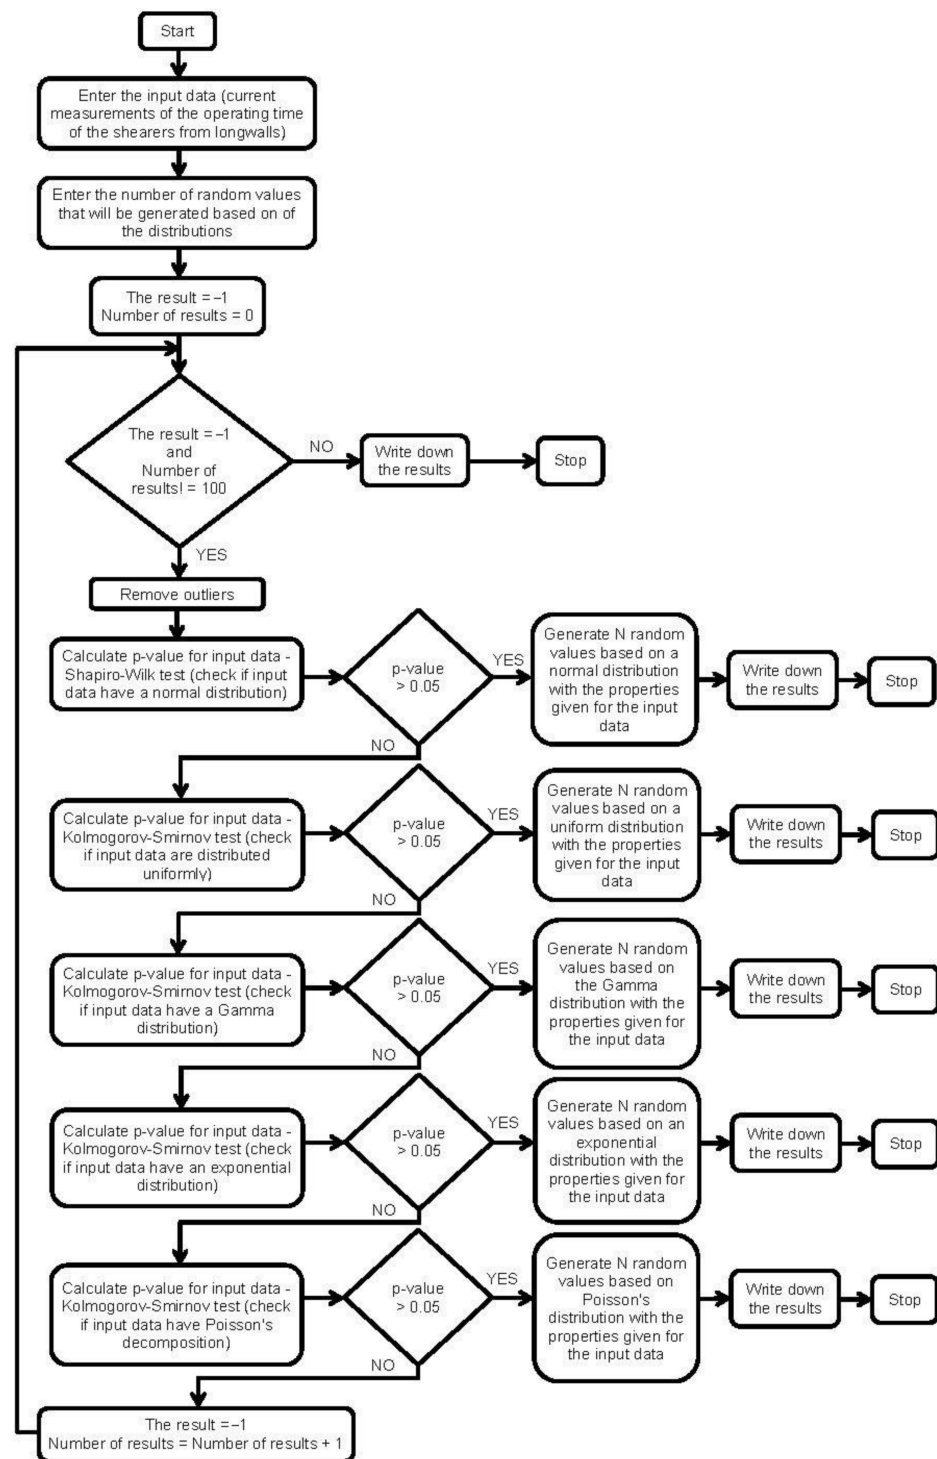 Start
Enter the input data (current
measurements of the operating time
of the shearers from longwalls)
Enter the number of random values
that will be generated based on of
the distributions
The result = –1
Number of results = 0
The result = –1
and
Number of
results! = 100
NO
Write down
the results
Stop
YES
Remove outliers
Calculate p-value for input data -
Shapiro-Wilk test (check if input
data have a normal distribution)
p-value
> 0.05
YES
Generate N random
values based on a
normal distribution
with the properties
given for the input
data
Write down
the results
Stop
NO
Calculate p-value for input data -
Kolmogorov-Smirnov test (check
if input data are distributed
uniformly)
p-value
> 0.05
YES
Generate N random
values based on a
uniform distribution
with the properties
given for the input
data
Write down
the results
Stop
NO
Calculate p-value for input data -
Kolmogorov-Smirnov test (check
if input data have a Gamma
distribution)
p-value
> 0.05
YES
Generate N random
values based on
the Gamma
distribution with the
properties given for
the input data
Write down
the results
Stop
NO
Calculate p-value for input data -
Kolmogorov-Smirnov test (check
if input data have an exponential
distribution)
p-value
> 0.05
YES
Generate N random
values based on an
exponential
distribution with the
properties given for
the input data
Write down
the results
Stop
NO
Calculate p-value for input data -
Kolmogorov-Smirnov test (check
if input data have Poisson's
decomposition)
p-value
> 0.05
YES
Generate N random
values based on
Poisson's
distribution with the
properties given for
the input data
Write down
the results
Stop
NO
The result =–1
Number of results = Number of results + 1